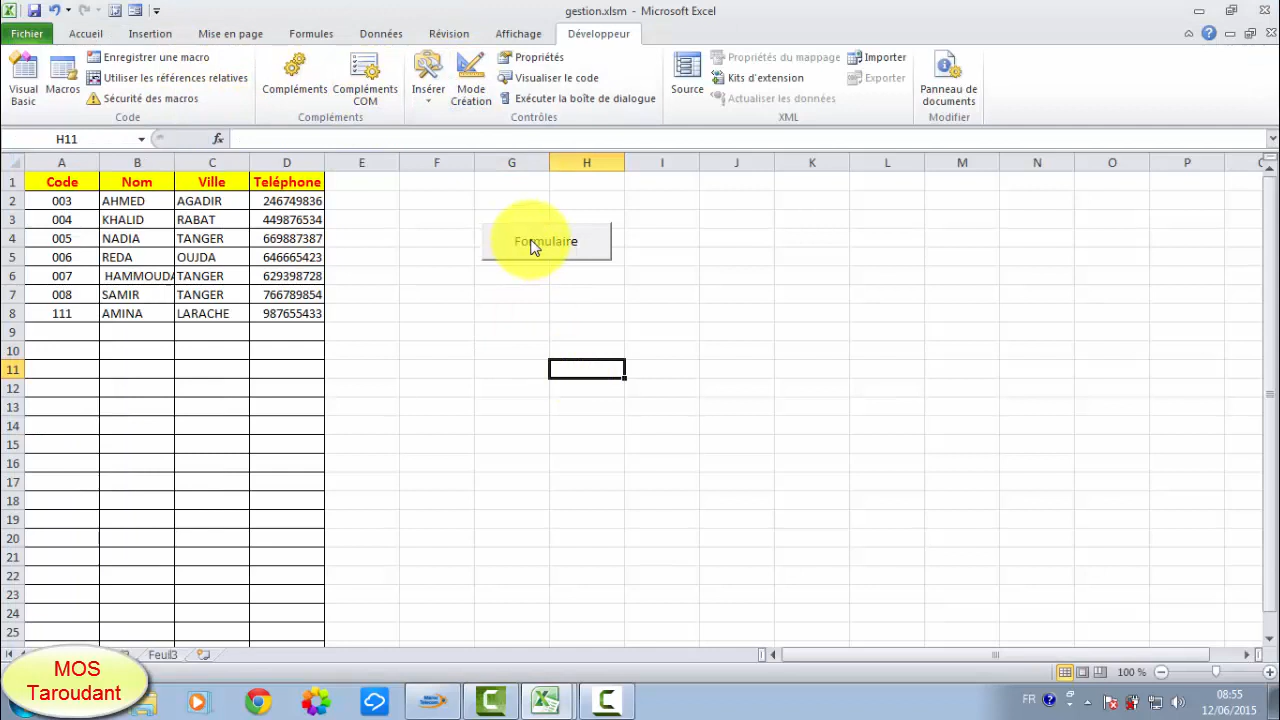 gestion.xlsm - Microsoft Excel
Fichier Accueil Insertion Mise en page Formules Données Révision Affichage Développeur
Visual Basic
Macros
Enregistrer une macro
Utiliser les références relatives
Sécurité des macros
Code
Compléments
Compléments COM
Compléments
Insérer
Mode Création
Propriétés
Visualiser le code
Exécuter la boîte de dialogue
Contrôles
Source
Propriétés du mappage
Kits d'extension
Actualiser les données
Importer
Exporter
XML
Panneau de documents
Modifier
H11 fx
A B C D E F G H I J K L M N O P
1 Code Nom Ville Teléphone
2 003 AHMED AGADIR 246749836
3 004 KHALID RABAT 449876534
4 005 NADIA TANGER 669887387
5 006 REDA OUJDA 646665423
6 007 HAMMOUDA TANGER 629398728
7 008 SAMIR TANGER 766789854
8 111 AMINA LARACHE 987655433
Formulaire
9
10
11
12
13
14
15
16
17
18
19
20
21
22
23
24
25
Feuil3
100 %
MOS
Taroudant
FR
08:55
12/06/2015